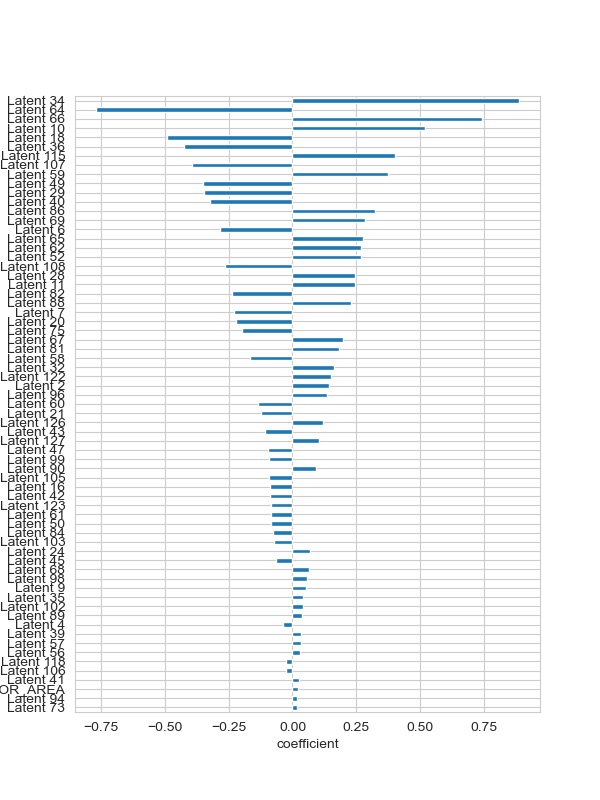 Latent 34
Latent 64
Latent 66
Latent 10
Latent 18
Latent 36
Latent 115
Latent 107
Latent 59
Latent 49
Latent 29
Latent 40
Latent 86
Latent 69
Latent 6
Latent 65
Latent 62
Latent 52
Latent 108
Latent 28
Latent 11
Latent 82
Latent 88
Latent 7
Latent 20
Latent 75
Latent 67
Latent 81
Latent 58
Latent 32
Latent 122
Latent 2
Latent 96
Latent 60
Latent 21
Latent 126
Latent 43
Latent 127
Latent 47
Latent 99
Latent 90
Latent 105
Latent 16
Latent 42
Latent 123
Latent 61
Latent 50
Latent 84
Latent 103
Latent 24
Latent 45
Latent 68
Latent 98
Latent 9
Latent 35
Latent 102
Latent 89
Latent 4
Latent 39
Latent 57
Latent 56
Latent 118
Latent 106
Latent 41
OR_AREA
Latent 94
Latent 73
−0.75 −0.50 −0.25 0.00 0.25 0.50 0.75
coefficient